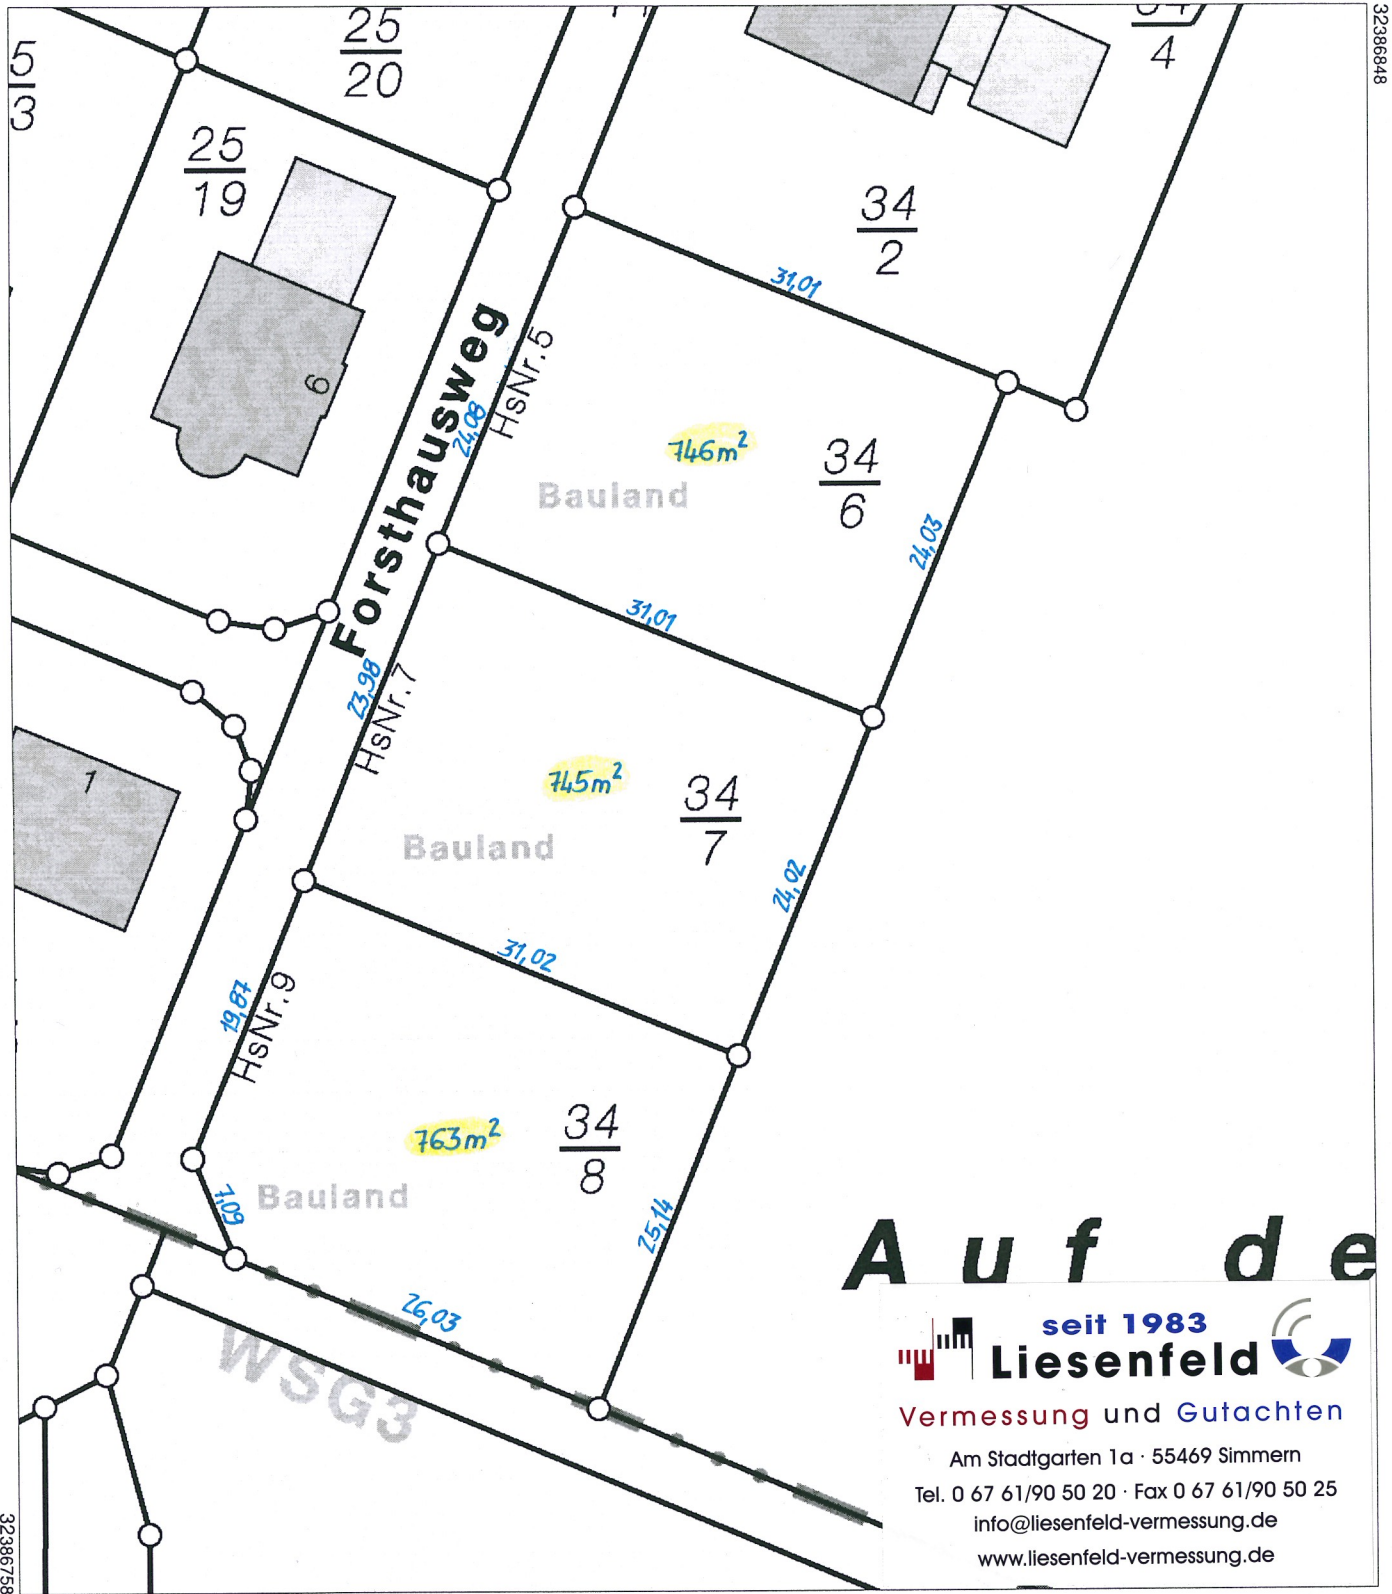 32386848
25
20
4
5
3
25
19
34
2
31,01
Forsthausweg
HsNr.5
24,08
6
746m²
34
6
Bauland
24,03
31,01
23,98
HsNr.7
745m²
34
7
1
Bauland
24,02
31,02
19,87
HsNr.9
763m²
34
8
Bauland
7,09
25,14
26,03
WSG3
Auf de
seit 1983
Liesenfeld
Vermessung und Gutachten
Am Stadtgarten 1a · 55469 Simmern
Tel. 0 67 61/90 50 20 · Fax 0 67 61/90 50 25
info@liesenfeld-vermessung.de
www.liesenfeld-vermessung.de
32386758